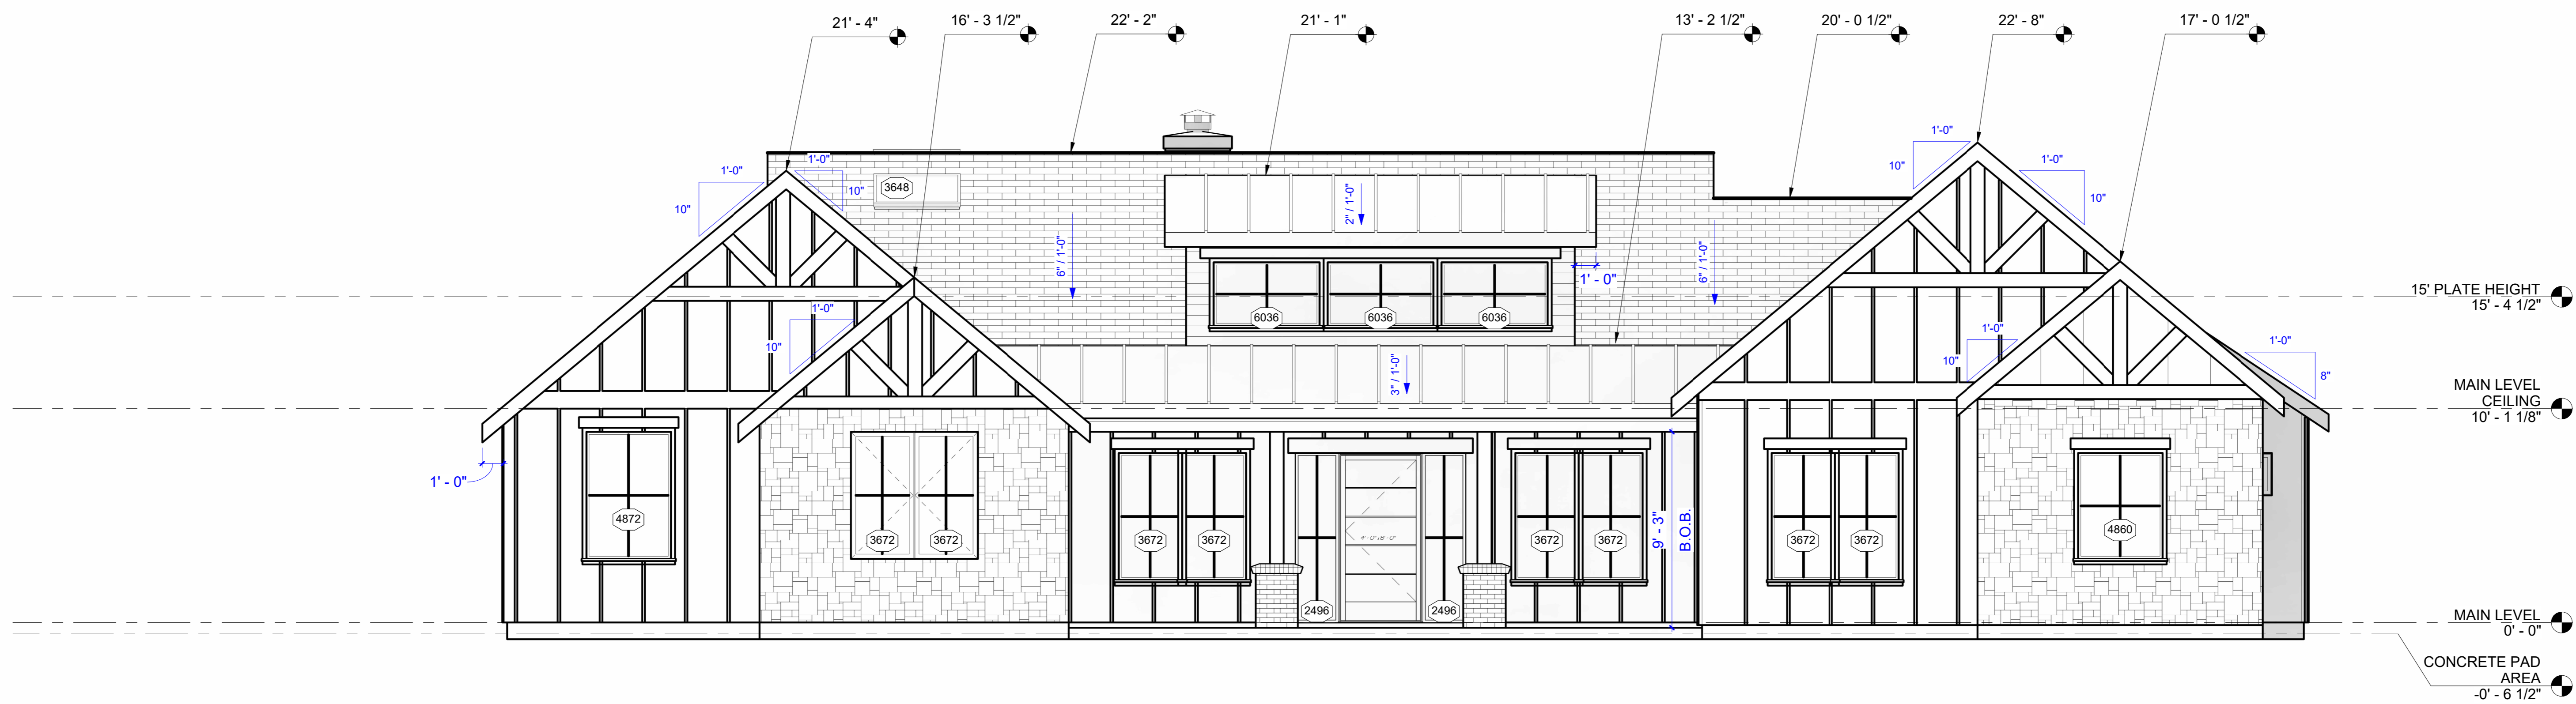 21' - 4"
16' - 3 1/2"
22' - 2"
21' - 1"
13' - 2 1/2"
20' - 0 1/2"
22' - 8"
17' - 0 1/2"
1'-0"
10"
1'-0"
10"
3648
6" / 1'-0"
2" / 1'-0"
1' - 0"
6" / 1'-0"
1'-0"
10"
1'-0"
10"
6036
6036
6036
15' PLATE HEIGHT
15' - 4 1/2"
1'-0"
10"
3" / 1'-0"
1'-0"
10"
1'-0"
8"
MAIN LEVEL
CEILING
10' - 1 1/8"
1' - 0"
4872
3672
3672
3672
3672
4' - 0" x 8' - 0"
3672
3672
9' - 3"
B.O.B.
3672
3672
4860
2496
2496
MAIN LEVEL
0' - 0"
CONCRETE PAD
AREA
-0' - 6 1/2"